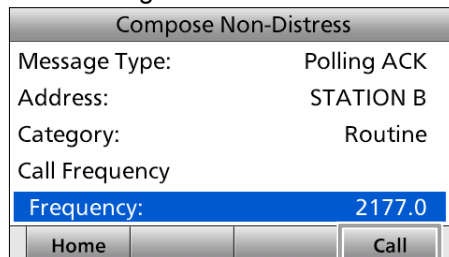 Compose Non-Distress
Message Type: Polling ACK
Address: STATION B
Category: Routine
Call Frequency
Frequency: 2177.0
Home Call